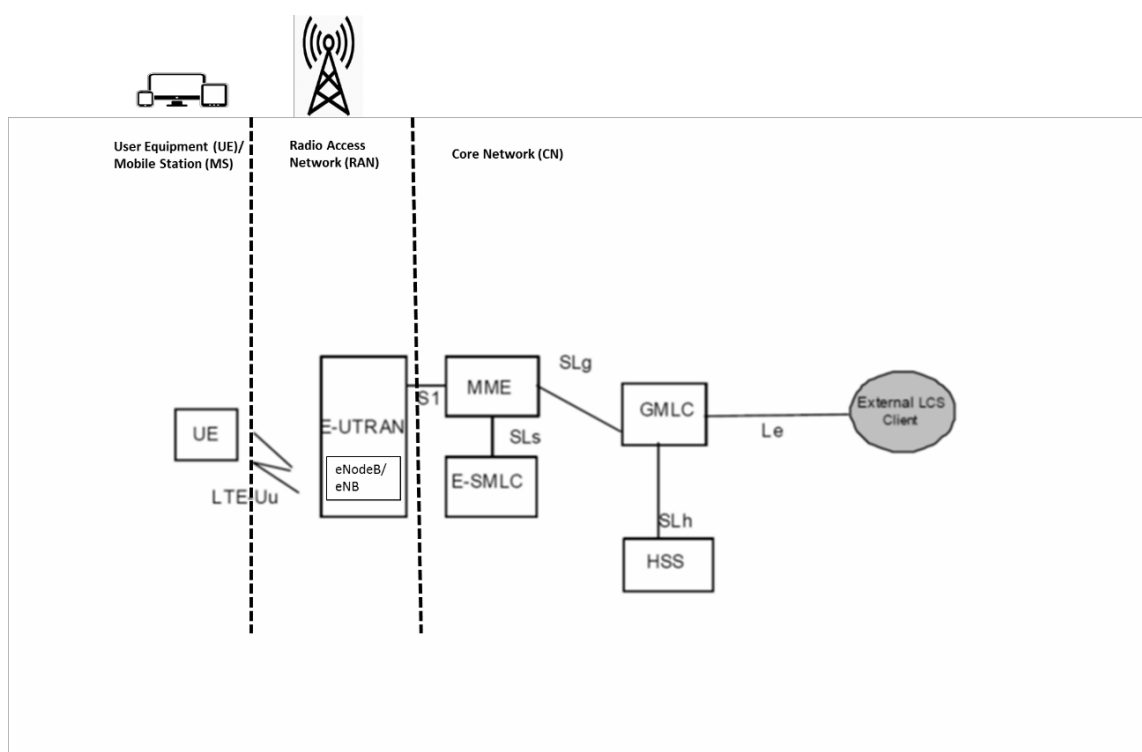 User Equipment (UE)/
Mobile Station (MS)
Radio Access
Network (RAN)
Core Network (CN)
SLg
MME
S1
GMLC
External LCS
Client
Le
UE
E-UTRAN
SLs
eNodeB/
eNB
E-SMLC
LTE-Uu
SLh
HSS